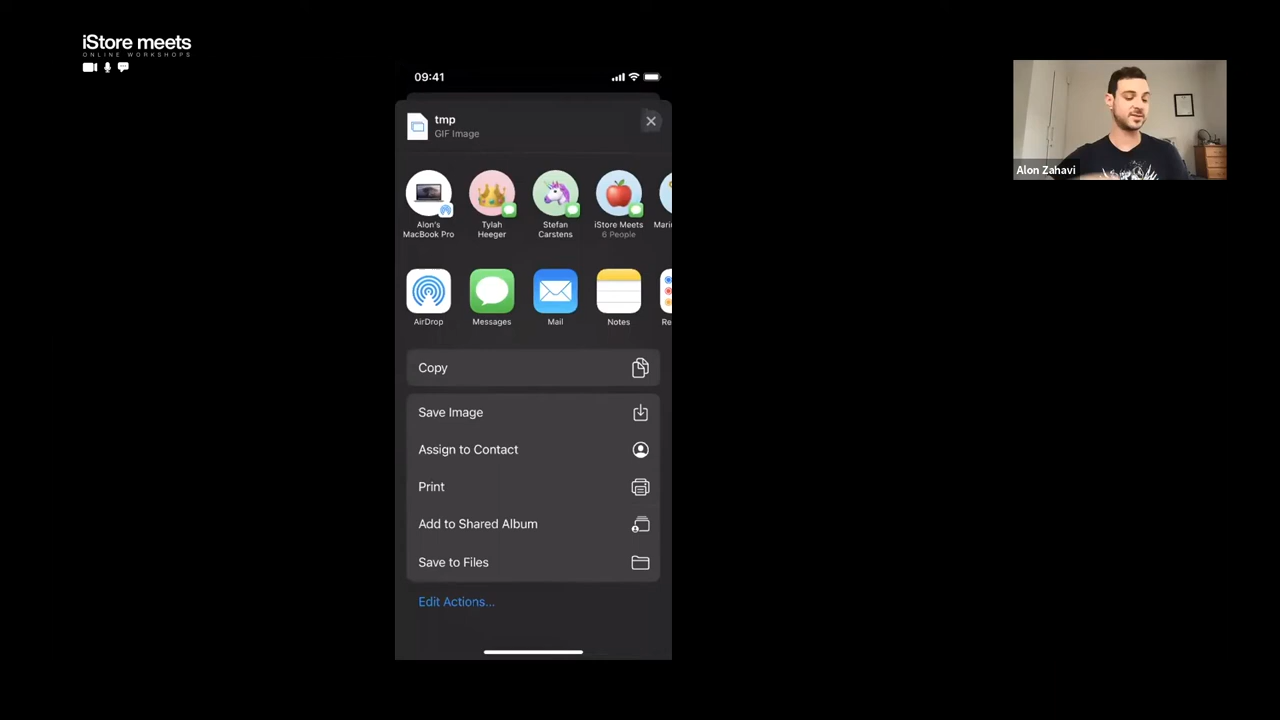 iStore meets
ONLINE WORKSHOPS
09:41
tmp
GIF Image
Alon's
MacBook Pro
Tylah
Heeger
Stefan
Carstens
iStore Meets
6 People
Mari
AirDrop
Messages
Mail
Notes
Re
Copy
Save Image
Assign to Contact
Print
Add to Shared Album
Save to Files
Edit Actions...
Alon Zahavi